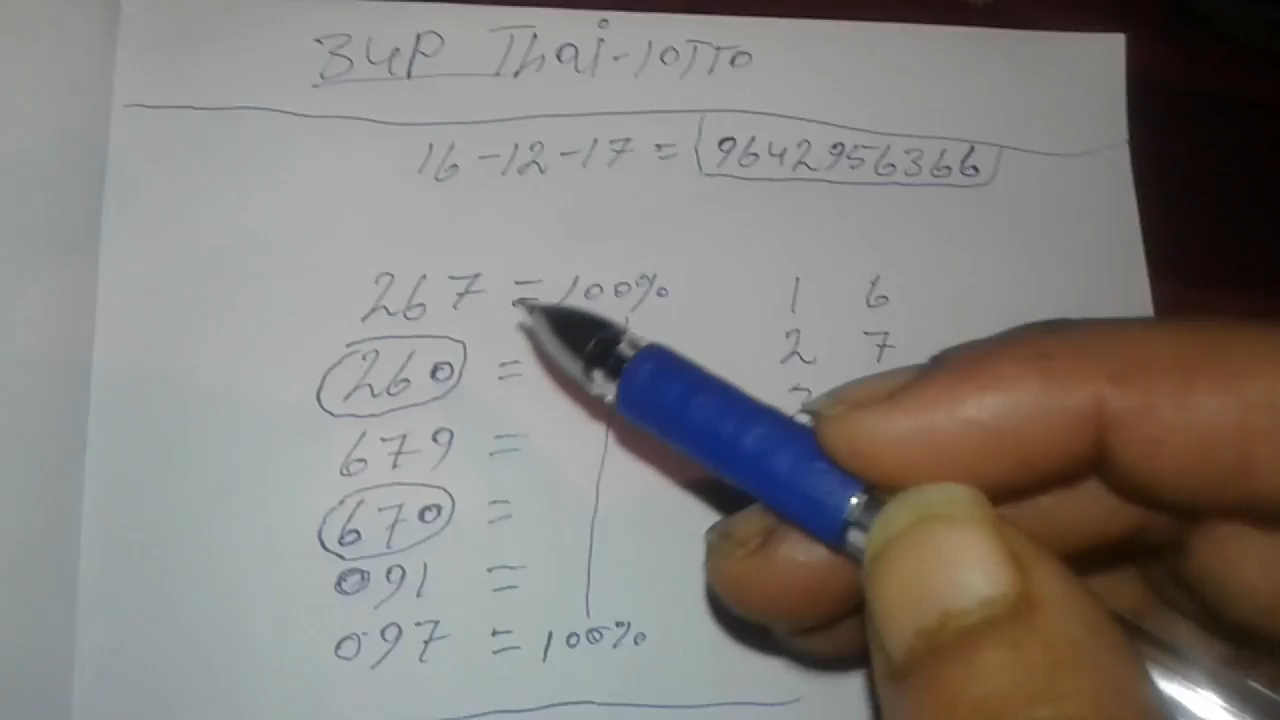 3UP Thai-lOTTO
16-12-17 = 9642956366
267 = 100% 1 6
260 = 2 7
679 =
670 =
091 =
097 = 100%